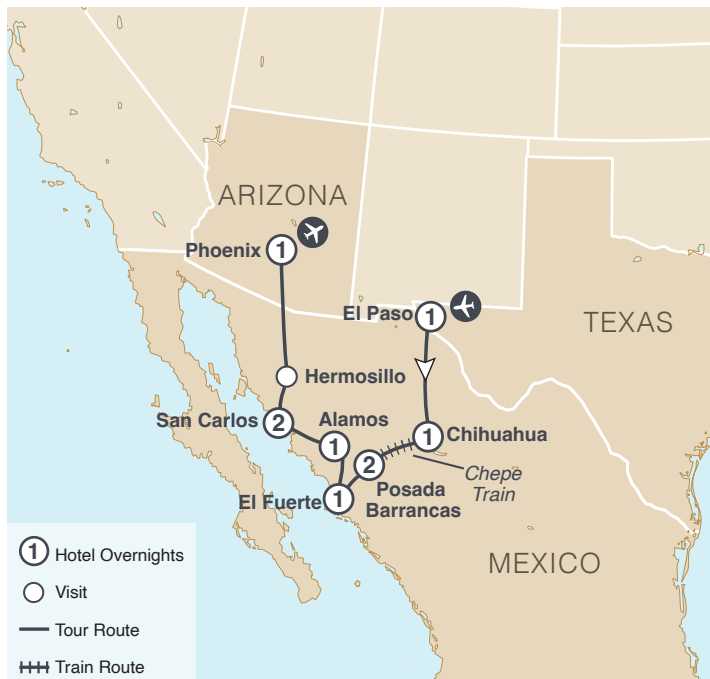 ARIZONA
Phoenix
1
El Paso
1
TEXAS
Hermosillo
San Carlos
2
Alamos
1
1
Chihuahua
2
Chepe
Train
Posada
Barrancas
El Fuerte
1
MEXICO
1 Hotel Overnights
Visit
Tour Route
Train Route